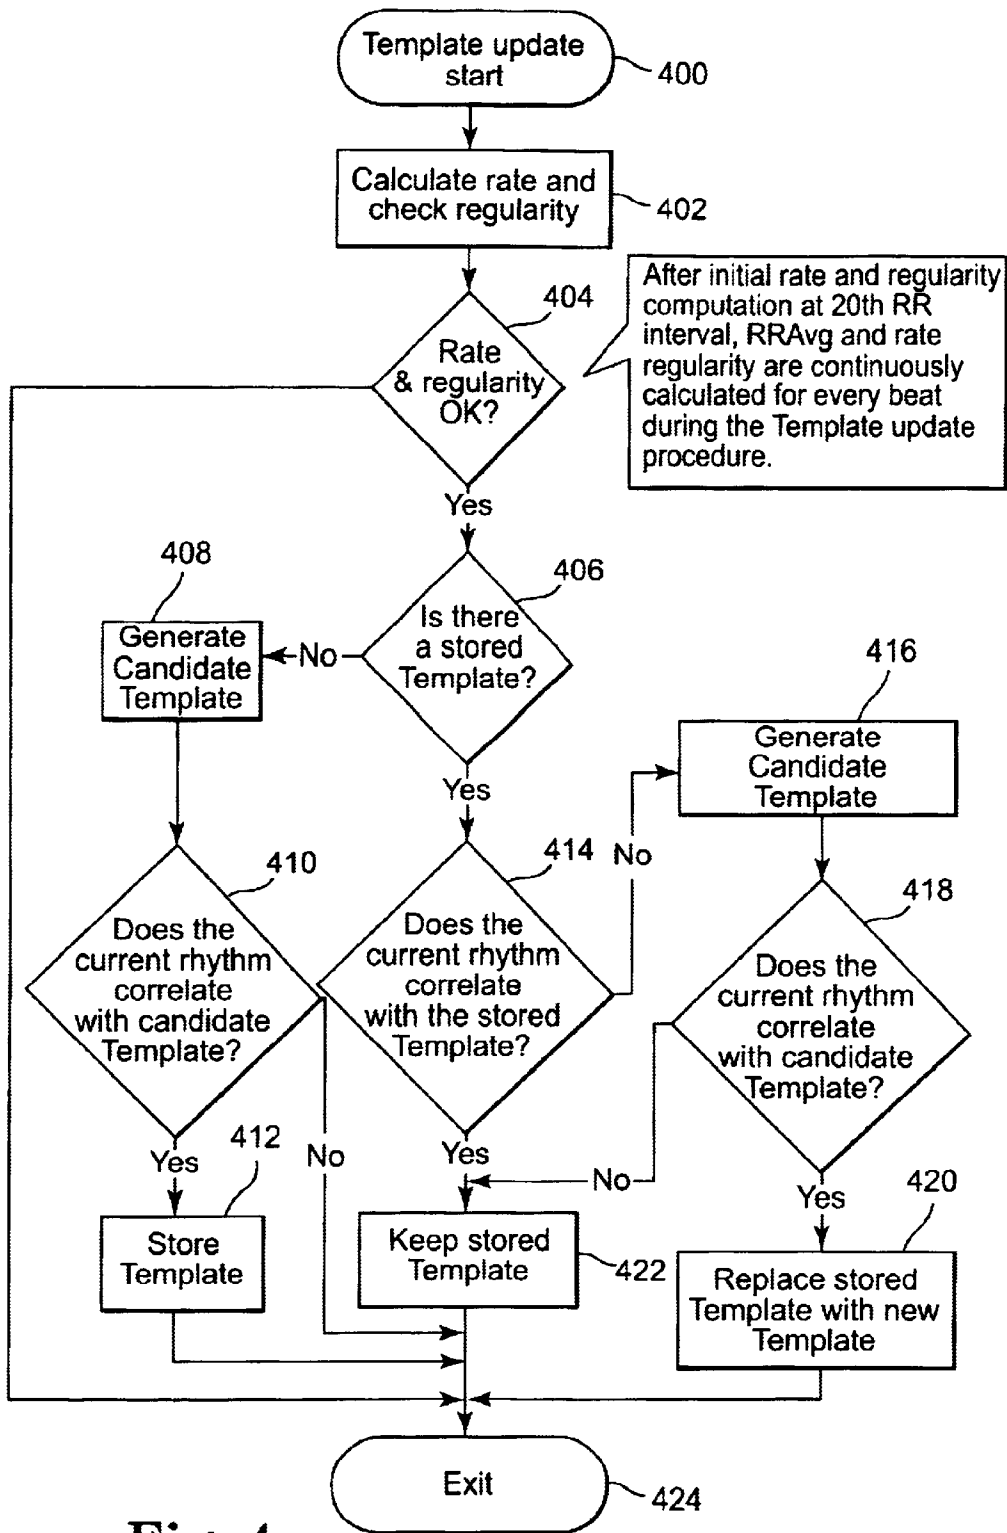 Template update
start
400
Calculate rate and
check regularity
402
404
Rate
& regularity
OK?
After initial rate and regularity
computation at 20th RR
interval, RRAvg and rate
regularity are continuously
calculated for every beat
during the Template update
procedure.
Yes
408
406
Is there
a stored
Template?
No
Generate
Candidate
Template
416
Generate
Candidate
Template
Yes
410
414
No
418
Does the
current rhythm
correlate
with candidate
Template?
Does the
current rhythm
correlate
with the stored
Template?
Does the
current rhythm
correlate
with candidate
Template?
Yes
412
No
Yes
No
Yes
420
Store
Template
Keep stored
Template
422
Replace stored
Template with new
Template
Exit
424